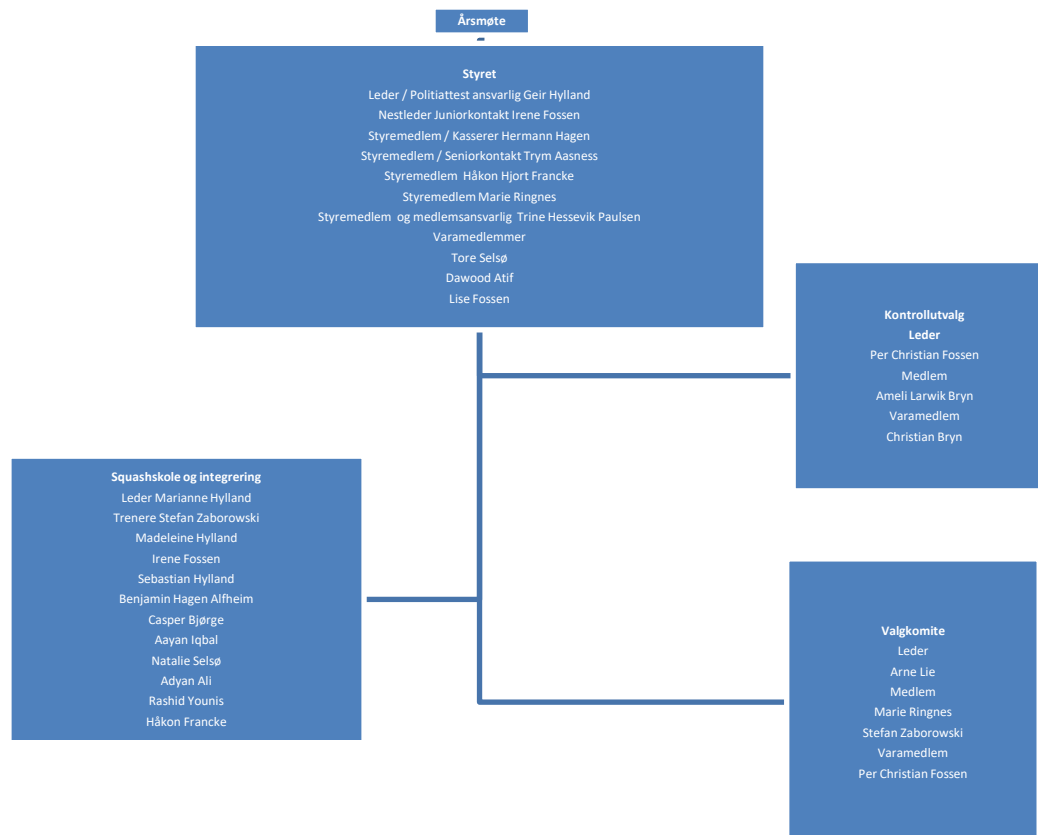 Årsmøte
Styret
Leder / Politiattest ansvarlig Geir Hylland
Nestleder Juniorkontakt Irene Fossen
Styremedlem / Kasserer Hermann Hagen
Styremedlem / Seniorkontakt Trym Aasness
Styremedlem  Håkon Hjort Francke
Styremedlem Marie Ringnes
Styremedlem  og medlemsansvarlig  Trine Hessevik Paulsen
Varamedlemmer
Tore Selsø
Dawood Atif
Lise Fossen
Kontrollutvalg
Leder
Per Christian Fossen
Medlem
Ameli Larwik Bryn
Varamedlem
Christian Bryn
Squashskole og integrering
Leder Marianne Hylland
Trenere Stefan Zaborowski
Madeleine Hylland
Irene Fossen
Sebastian Hylland
Benjamin Hagen Alfheim
Casper Bjørge
Aayan Iqbal
Natalie Selsø
Adyan Ali
Rashid Younis
Håkon Francke
Valgkomite
Leder
Arne Lie
Medlem
Marie Ringnes
Stefan Zaborowski
Varamedlem
Per Christian Fossen